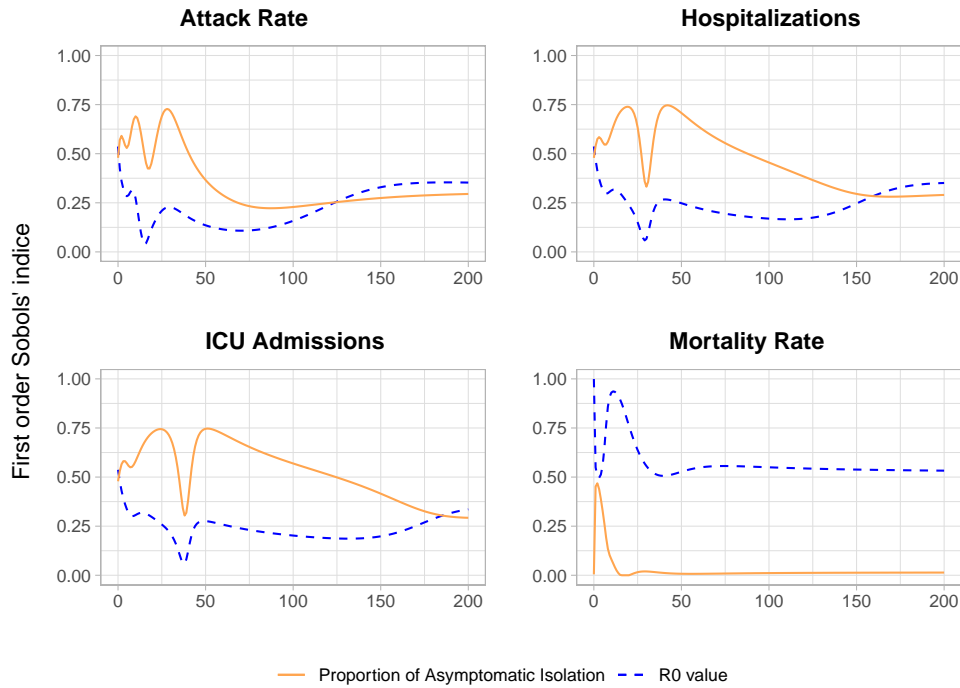 Attack Rate
Hospitalizations
1.00
0.75
0.50
0.25
0.00
0 50 100 150 200
1.00
0.75
0.50
0.25
0.00
0 50 100 150 200
First order Sobols' indice
ICU Admissions
Mortality Rate
1.00
0.75
0.50
0.25
0.00
0 50 100 150 200
1.00
0.75
0.50
0.25
0.00
0 50 100 150 200
Proportion of Asymptomatic Isolation R0 value